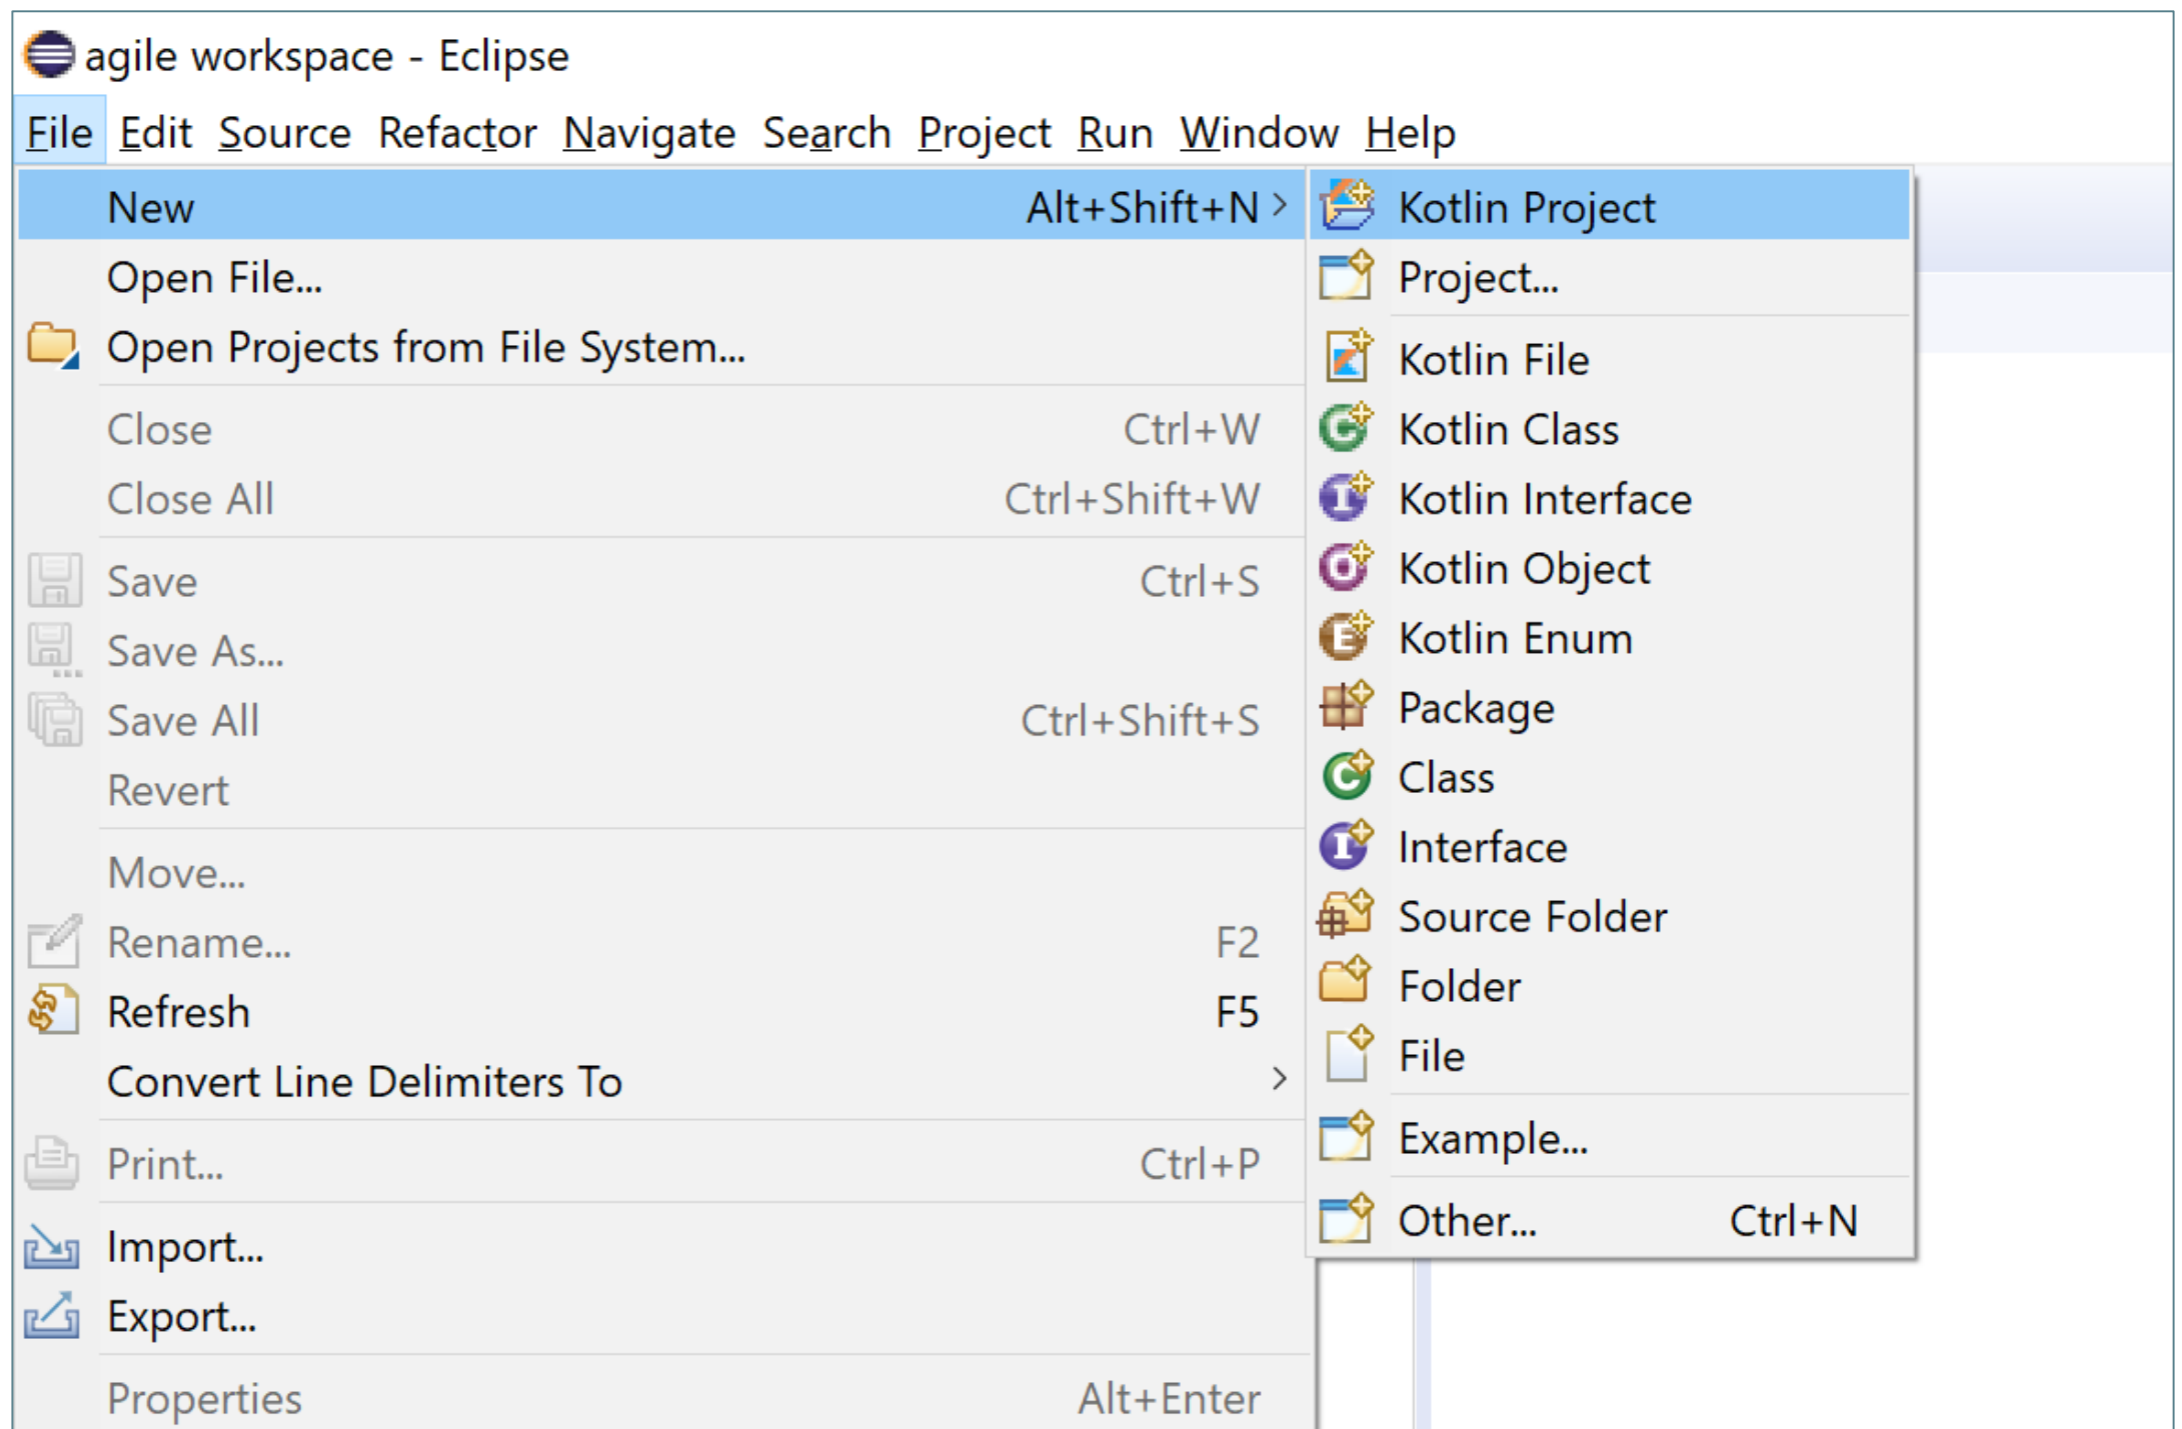 agile workspace - Eclipse
File Edit Source Refactor Navigate Search Project Run Window Help
New Alt+Shift+N >
Open File...
Open Projects from File System...
Close Ctrl+W
Close All Ctrl+Shift+W
Save Ctrl+S
Save As...
Save All Ctrl+Shift+S
Revert
Move...
Rename... F2
Refresh F5
Convert Line Delimiters To >
Print... Ctrl+P
Import...
Export...
Properties Alt+Enter
Kotlin Project
Project...
Kotlin File
Kotlin Class
Kotlin Interface
Kotlin Object
Kotlin Enum
Package
Class
Interface
Source Folder
Folder
File
Example...
Other... Ctrl+N